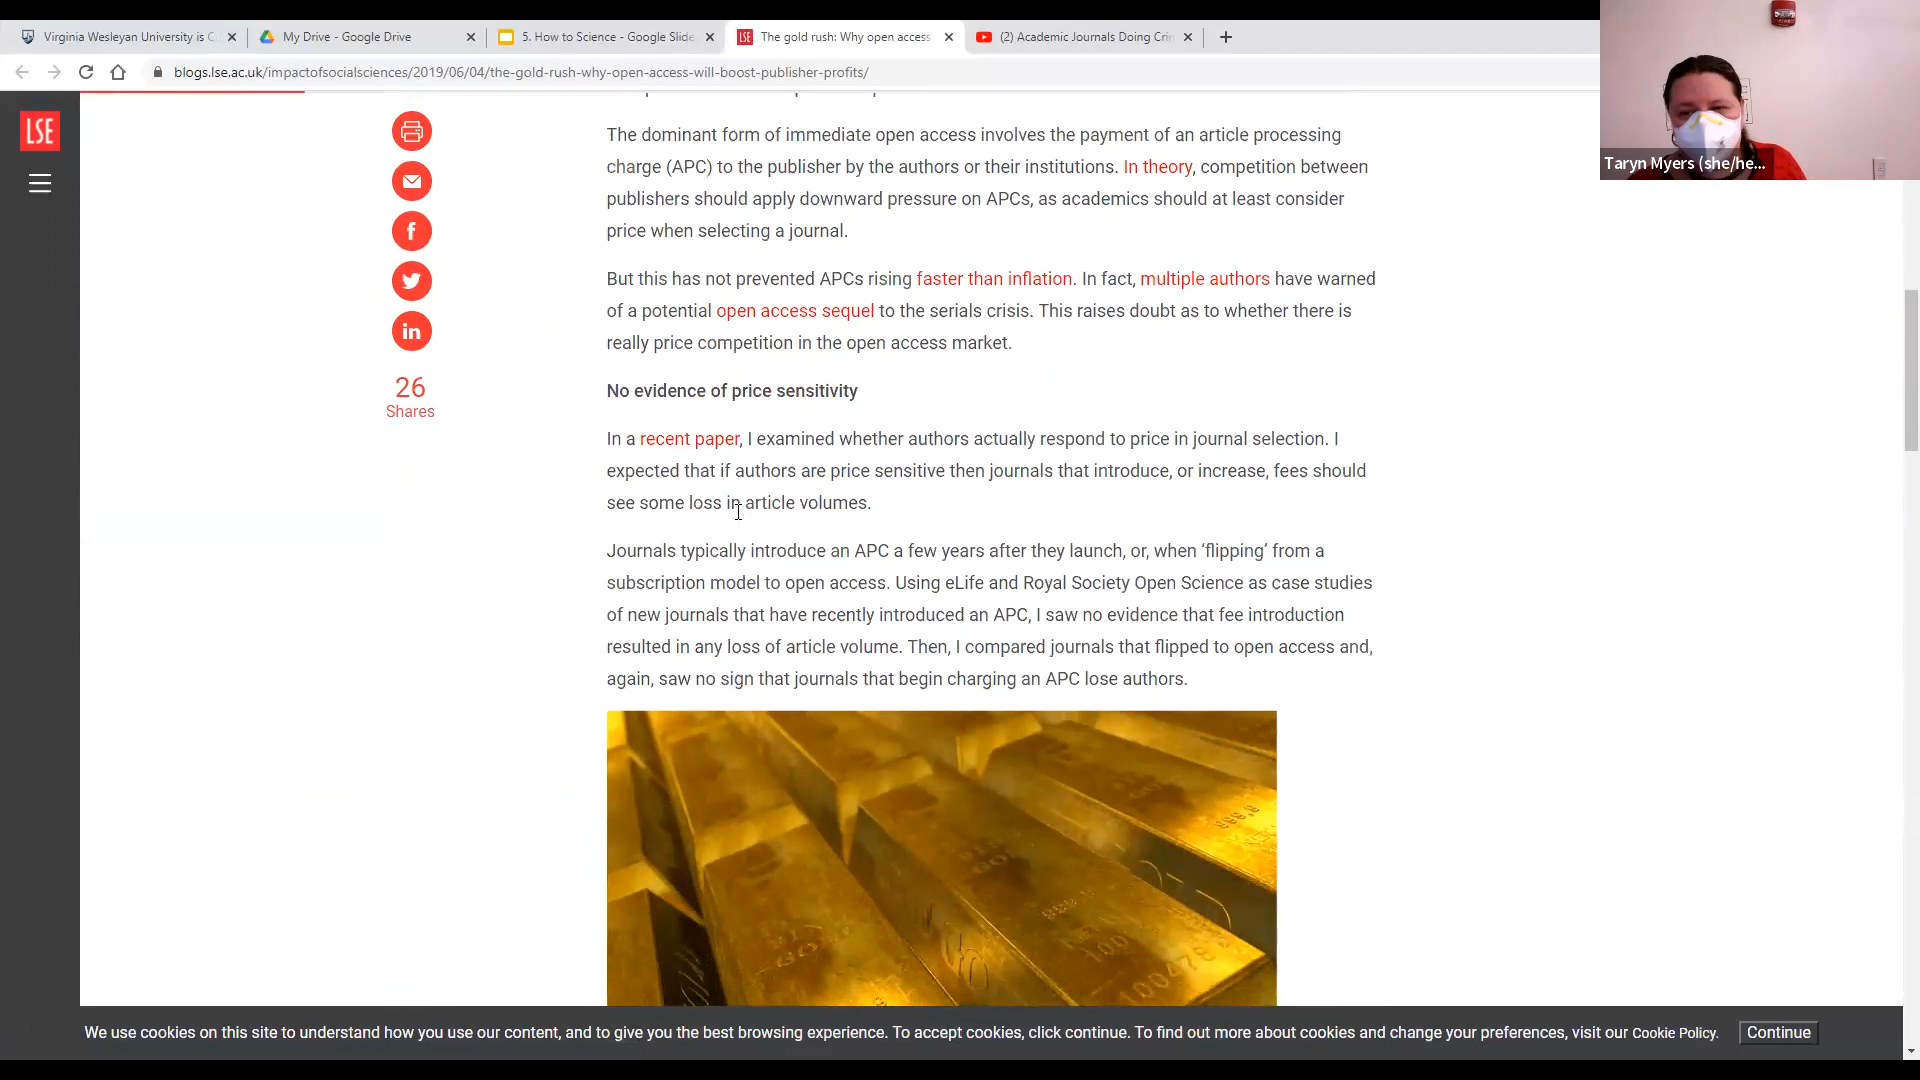 Virginia Wesleyan University is
My Drive - Google Drive
5. How to Science - Google Slide
The gold rush: Why open access
(2) Academic Journals Doing Cri
blogs.lse.ac.uk/impactofsocialsciences/2019/06/04/the-gold-rush-why-open-access-will-boost-publisher-profits/
Taryn Myers (she/he...
LSE
The dominant form of immediate open access involves the payment of an article processing
charge (APC) to the publisher by the authors or their institutions. In theory, competition between
publishers should apply downward pressure on APCs, as academics should at least consider
price when selecting a journal.
But this has not prevented APCs rising faster than inflation. In fact, multiple authors have warned
of a potential open access sequel to the serials crisis. This raises doubt as to whether there is
really price competition in the open access market.
26
Shares
No evidence of price sensitivity
In a recent paper, I examined whether authors actually respond to price in journal selection. I
expected that if authors are price sensitive then journals that introduce, or increase, fees should
see some loss in article volumes.
Journals typically introduce an APC a few years after they launch, or, when ‘flipping’ from a
subscription model to open access. Using eLife and Royal Society Open Science as case studies
of new journals that have recently introduced an APC, I saw no evidence that fee introduction
resulted in any loss of article volume. Then, I compared journals that flipped to open access and,
again, saw no sign that journals that begin charging an APC lose authors.
We use cookies on this site to understand how you use our content, and to give you the best browsing experience. To accept cookies, click continue. To find out more about cookies and change your preferences, visit our Cookie Policy.
Continue